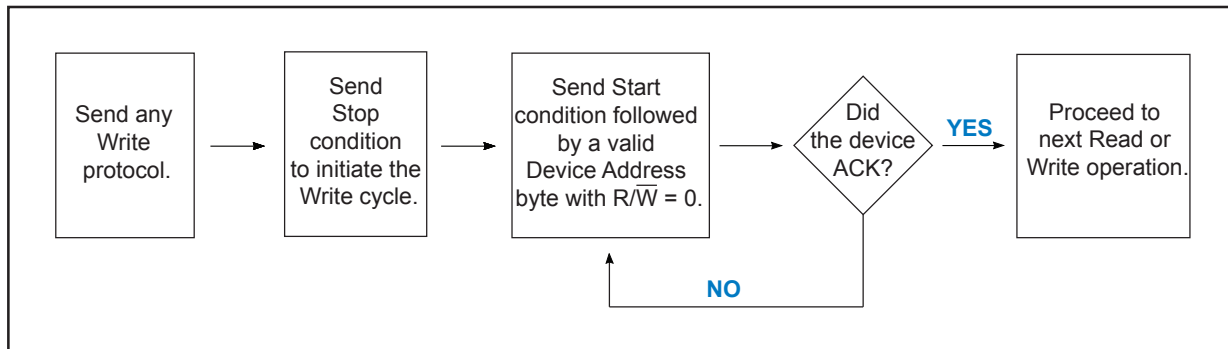 Send any
Write
protocol.
Send
Stop
condition
to initiate the
Write cycle.
Send Start
condition followed
by a valid
Device Address
byte with R/W̅ = 0.
Did
the device
ACK?
YES
Proceed to
next Read or
Write operation.
NO